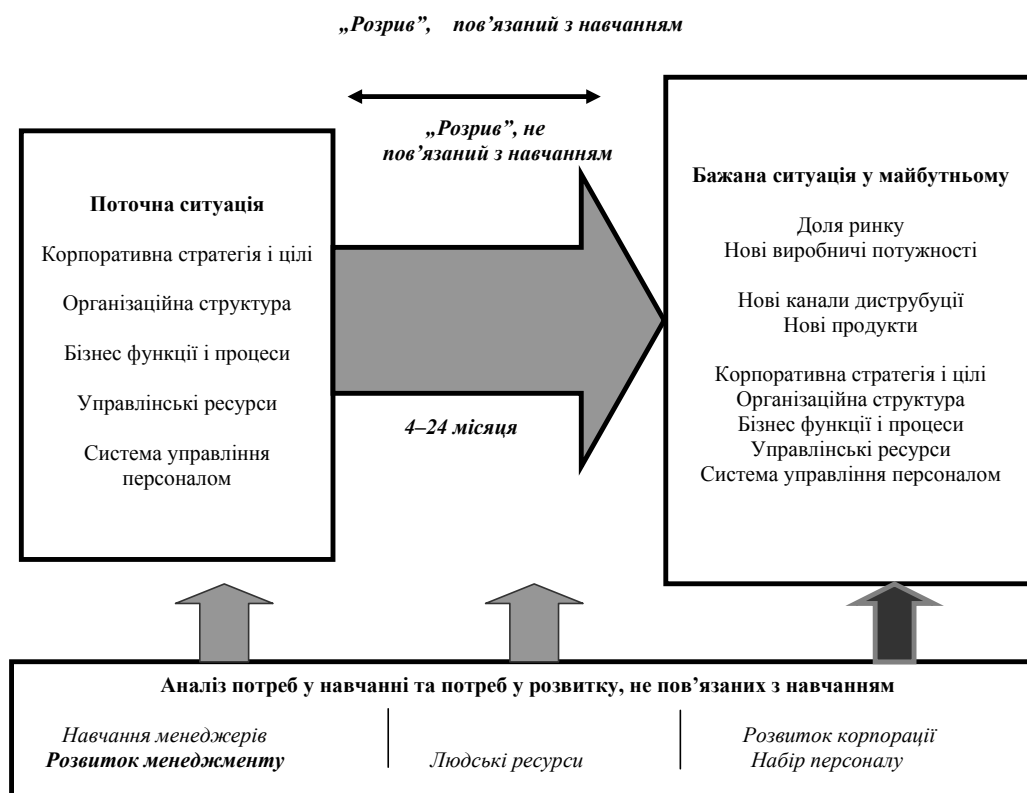 „Розрив”, пов’язаний з навчанням
„Розрив”, не
пов’язаний з навчанням
Поточна ситуація
Корпоративна стратегія і цілі
Організаційна структура
Бізнес функції і процеси
Управлінські ресурси
Система управління
персоналом
4–24 місяця
Бажана ситуація у майбутньому
Доля ринку
Нові виробничі потужності
Нові канали диструбуції
Нові продукти
Корпоративна стратегія і цілі
Організаційна структура
Бізнес функції і процеси
Управлінські ресурси
Система управління персоналом
Аналіз потреб у навчанні та потреб у розвитку, не пов’язаних з навчанням
Навчання менеджерів
Розвиток менеджменту
Людські ресурси
Розвиток корпорації
Набір персоналу